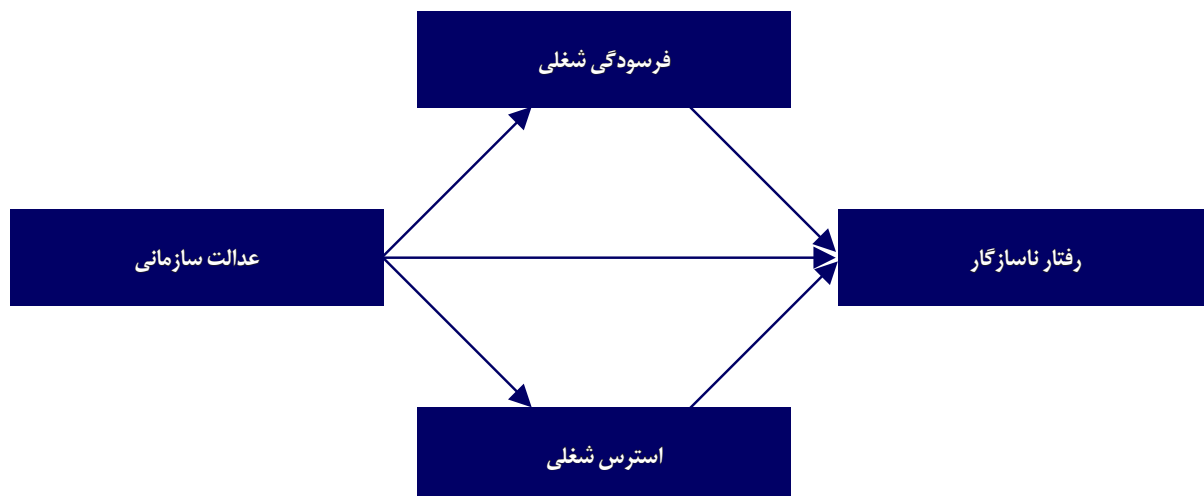 فرسودگی شغلی
عدالت سازمانی
رفتار ناسازگار
استرس شغلی